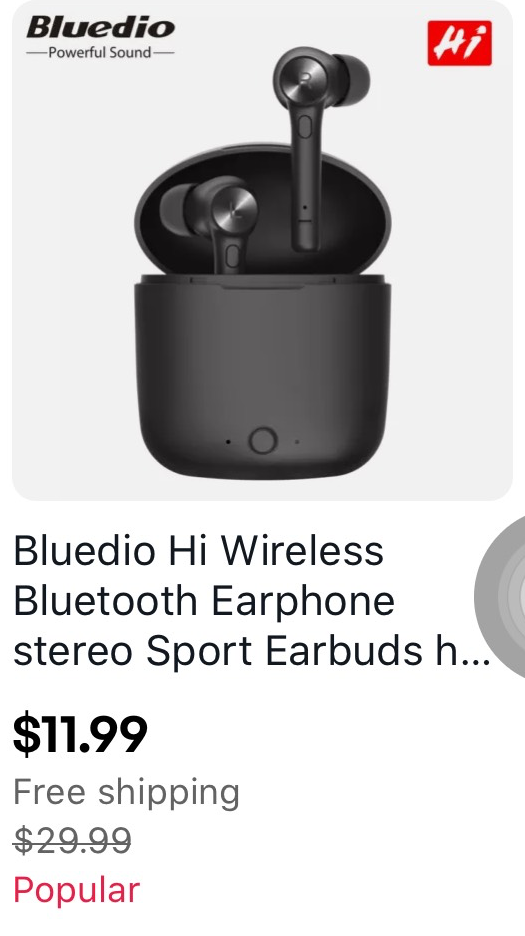 Bluedio
Powerful Sound
Hi
R
L
Bluedio Hi Wireless
Bluetooth Earphone
stereo Sport Earbuds h...
$11.99
Free shipping
$29.99
Popular